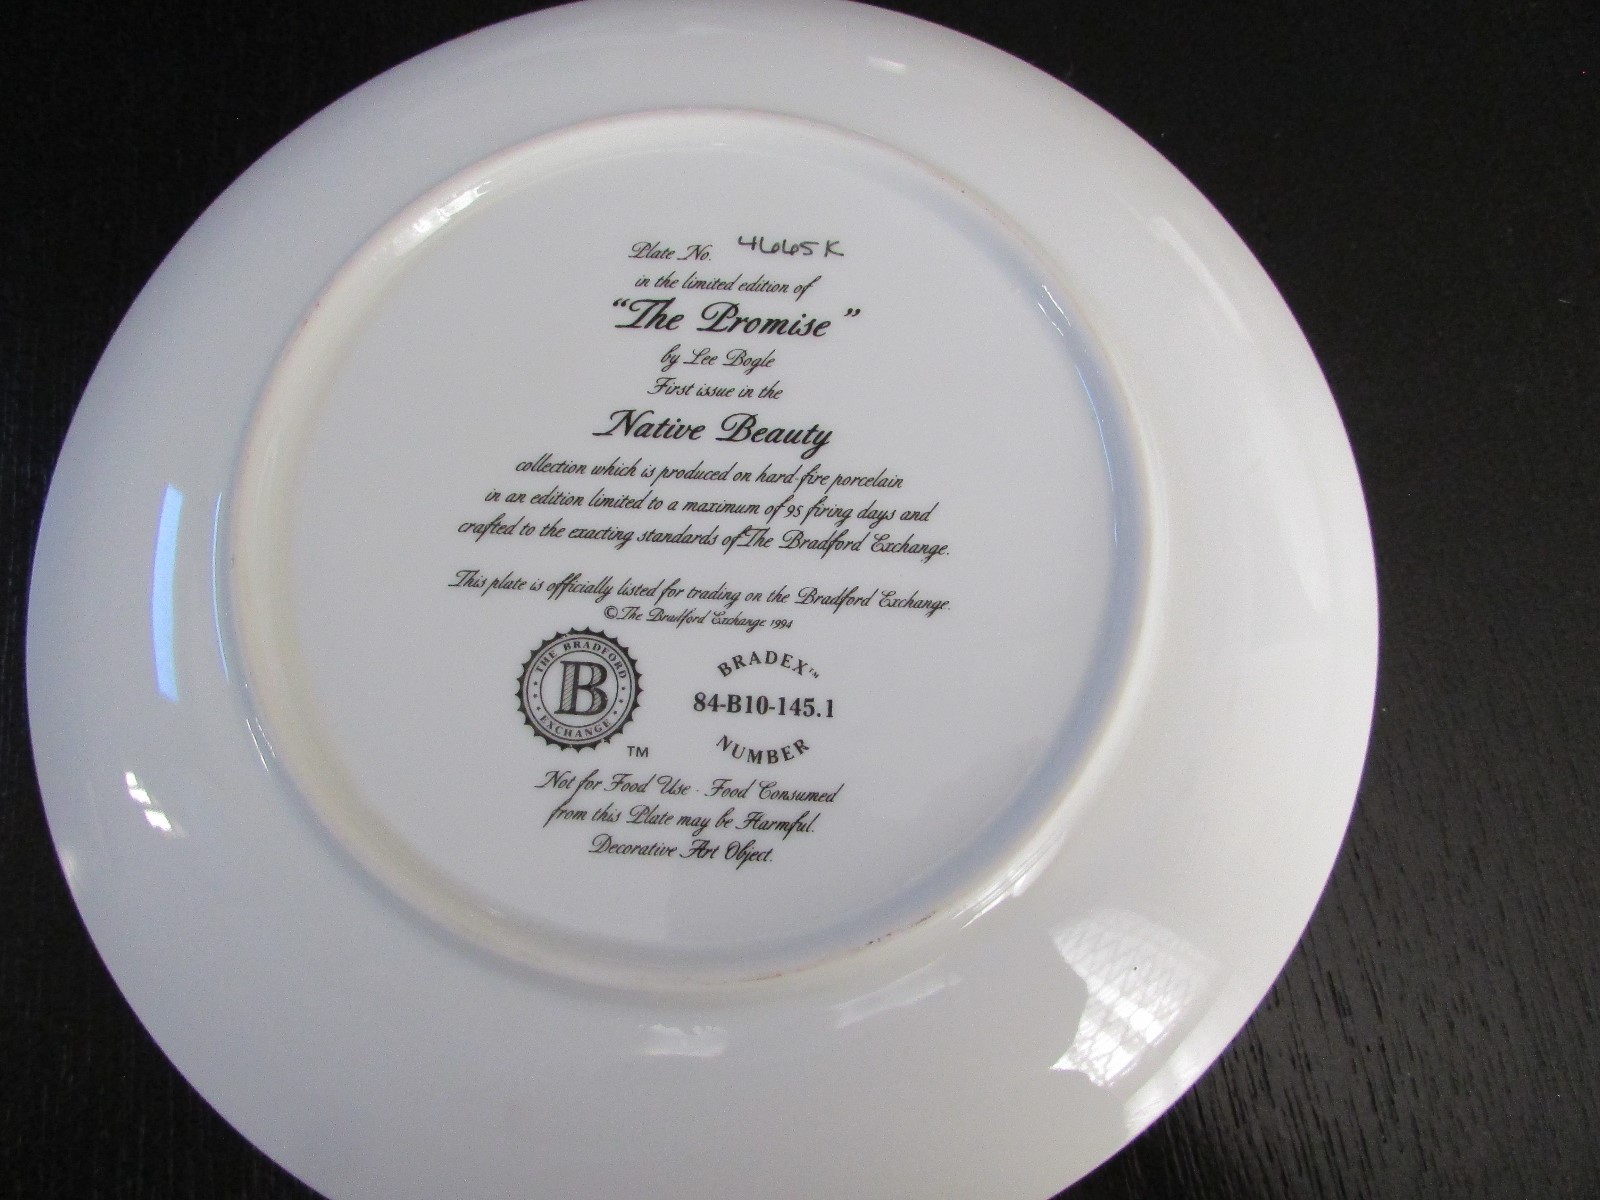 Plate No. 4665K
in the limited edition of
"The Promise"
by Lee Bogle
First issue in the
Native Beauty
collection which is produced on hard-fire porcelain
in an edition limited to a maximum of 95 firing days and
crafted to the exacting standards of The Bradford Exchange.
This plate is officially listed for trading on the Bradford Exchange.
©The Bradford Exchange 1994
THE BRADFORD
B
EXCHANGE
TM
BRADEX™
84-B10-145.1
NUMBER
Not for Food Use · Food Consumed
from this Plate may be Harmful.
Decorative Art Object.